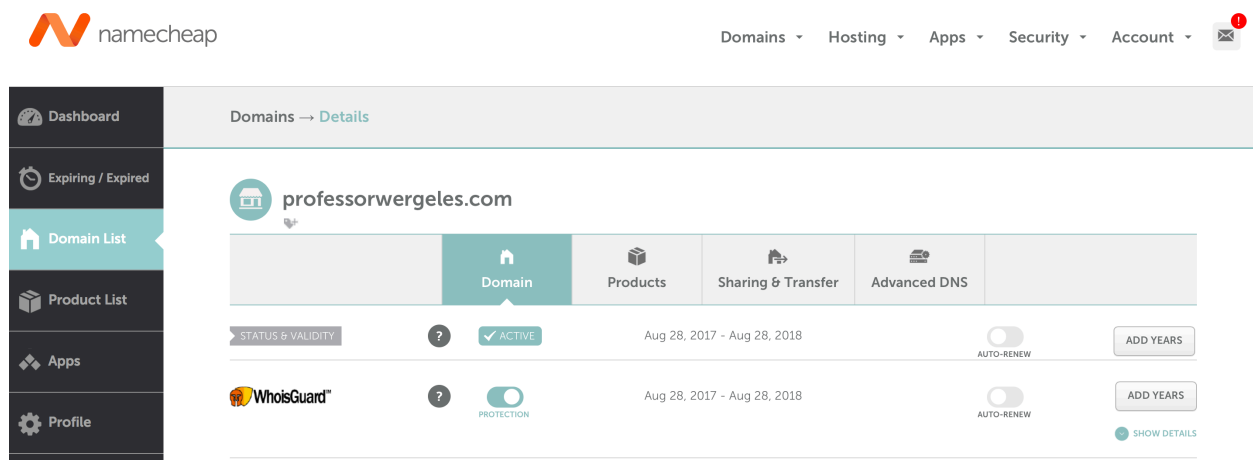 namecheap
Domains Hosting Apps Security Account !
Dashboard
Expiring / Expired
Domain List
Product List
Apps
Profile
Domains → Details
professorwergeles.com
Domain Products Sharing & Transfer Advanced DNS
STATUS & VALIDITY ? ACTIVE Aug 28, 2017 - Aug 28, 2018 AUTO-RENEW ADD YEARS
WhoisGuard™ ? PROTECTION Aug 28, 2017 - Aug 28, 2018 AUTO-RENEW ADD YEARS
SHOW DETAILS